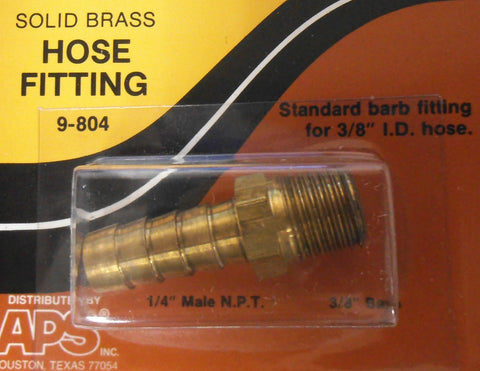 SOLID BRASS
HOSE
FITTING
9-804
Standard barb fitting
for 3/8" I.D. hose.
1/4" Male N.P.T.
3/8" Barb
DISTRIBUTED BY
APS®
INC.
HOUSTON, TEXAS 77054